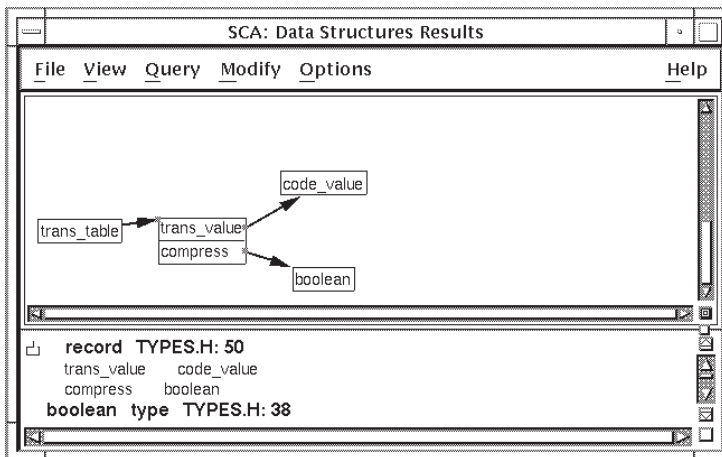 SCA: Data Structures Results
File View Query Modify Options Help
code_value
trans_table
trans_value
compress
boolean
record TYPES.H: 50
trans_value code_value
compress boolean
boolean type TYPES.H: 38